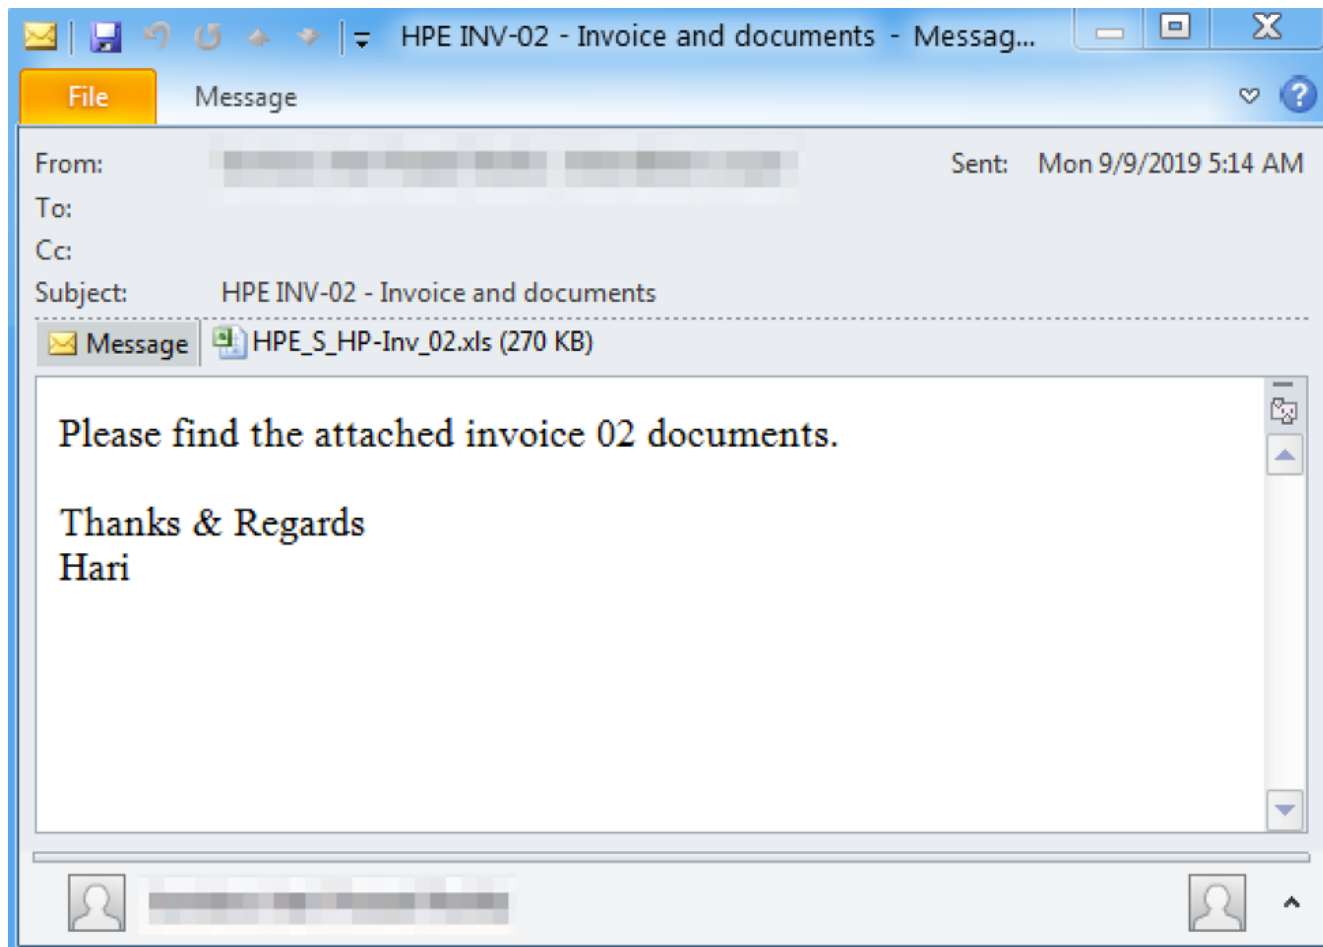 HPE INV-02 - Invoice and documents - Messag...
File Message
From:
Sent: Mon 9/9/2019 5:14 AM
To:
Cc:
Subject: HPE INV-02 - Invoice and documents
Message HPE_S_HP-Inv_02.xls (270 KB)
Please find the attached invoice 02 documents.
Thanks & Regards
Hari